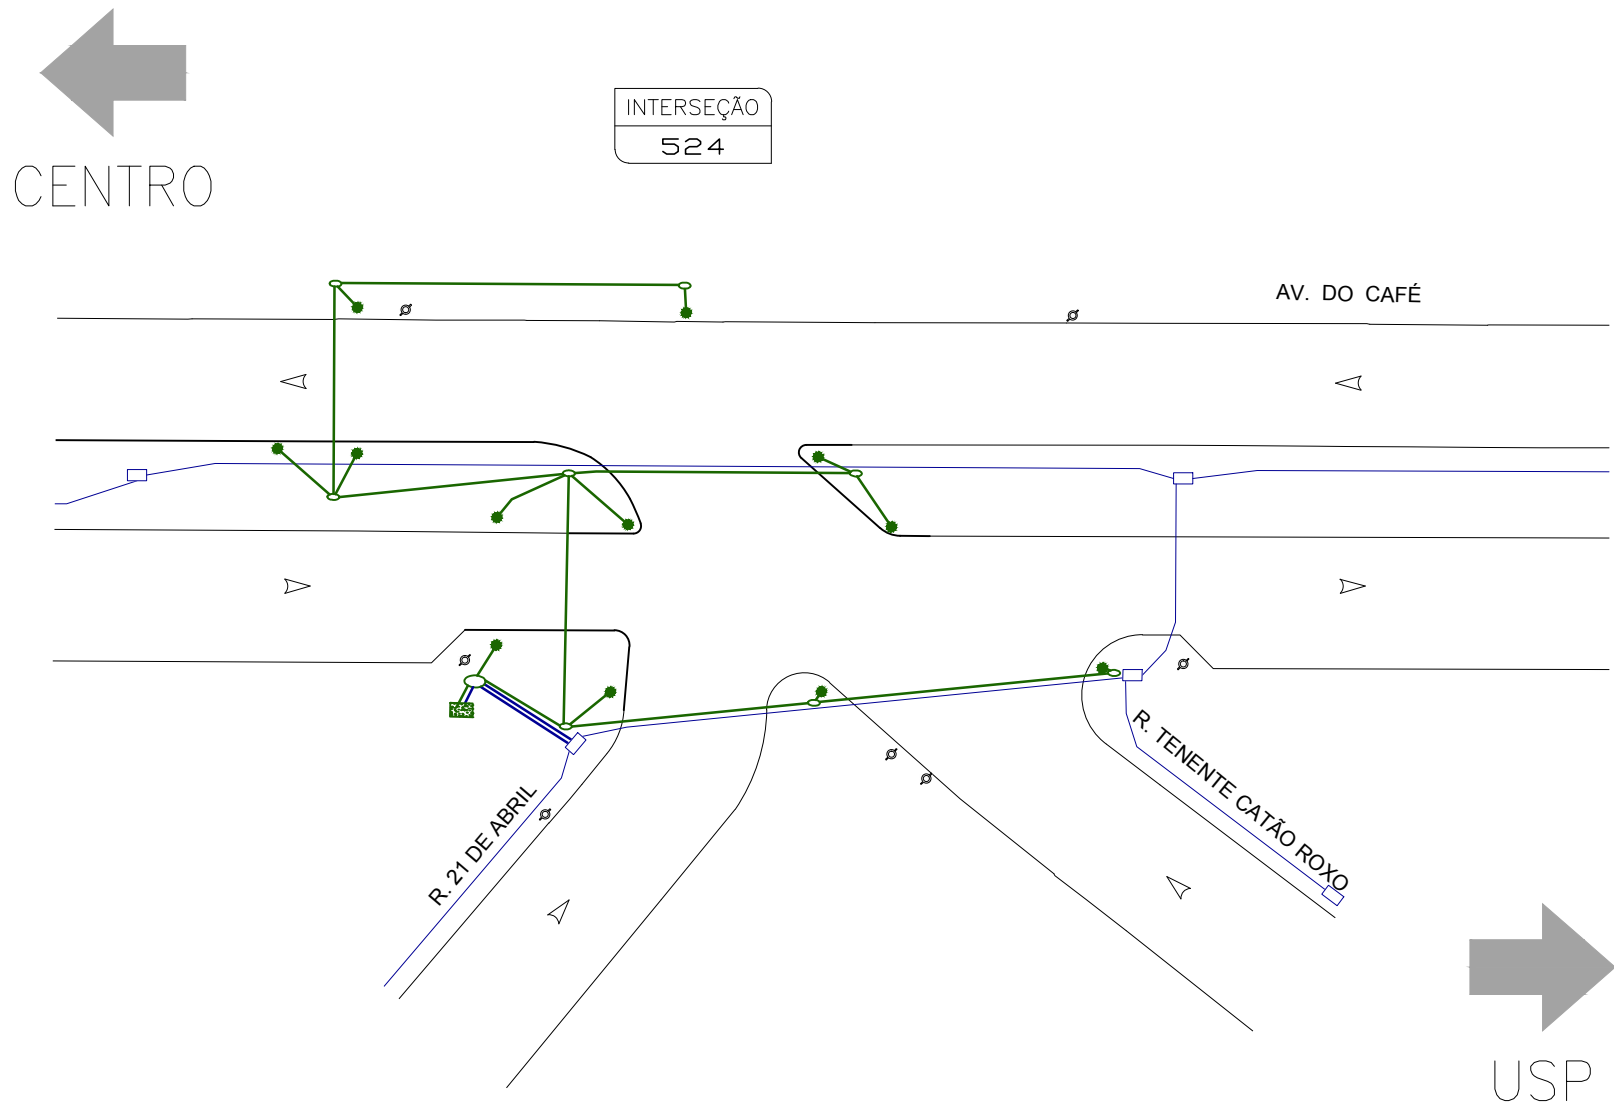 INTERSEÇÃO
524
CENTRO
AV. DO CAFÉ
R. 21 DE ABRIL
R. TENENTE CATÃO ROXO
USP